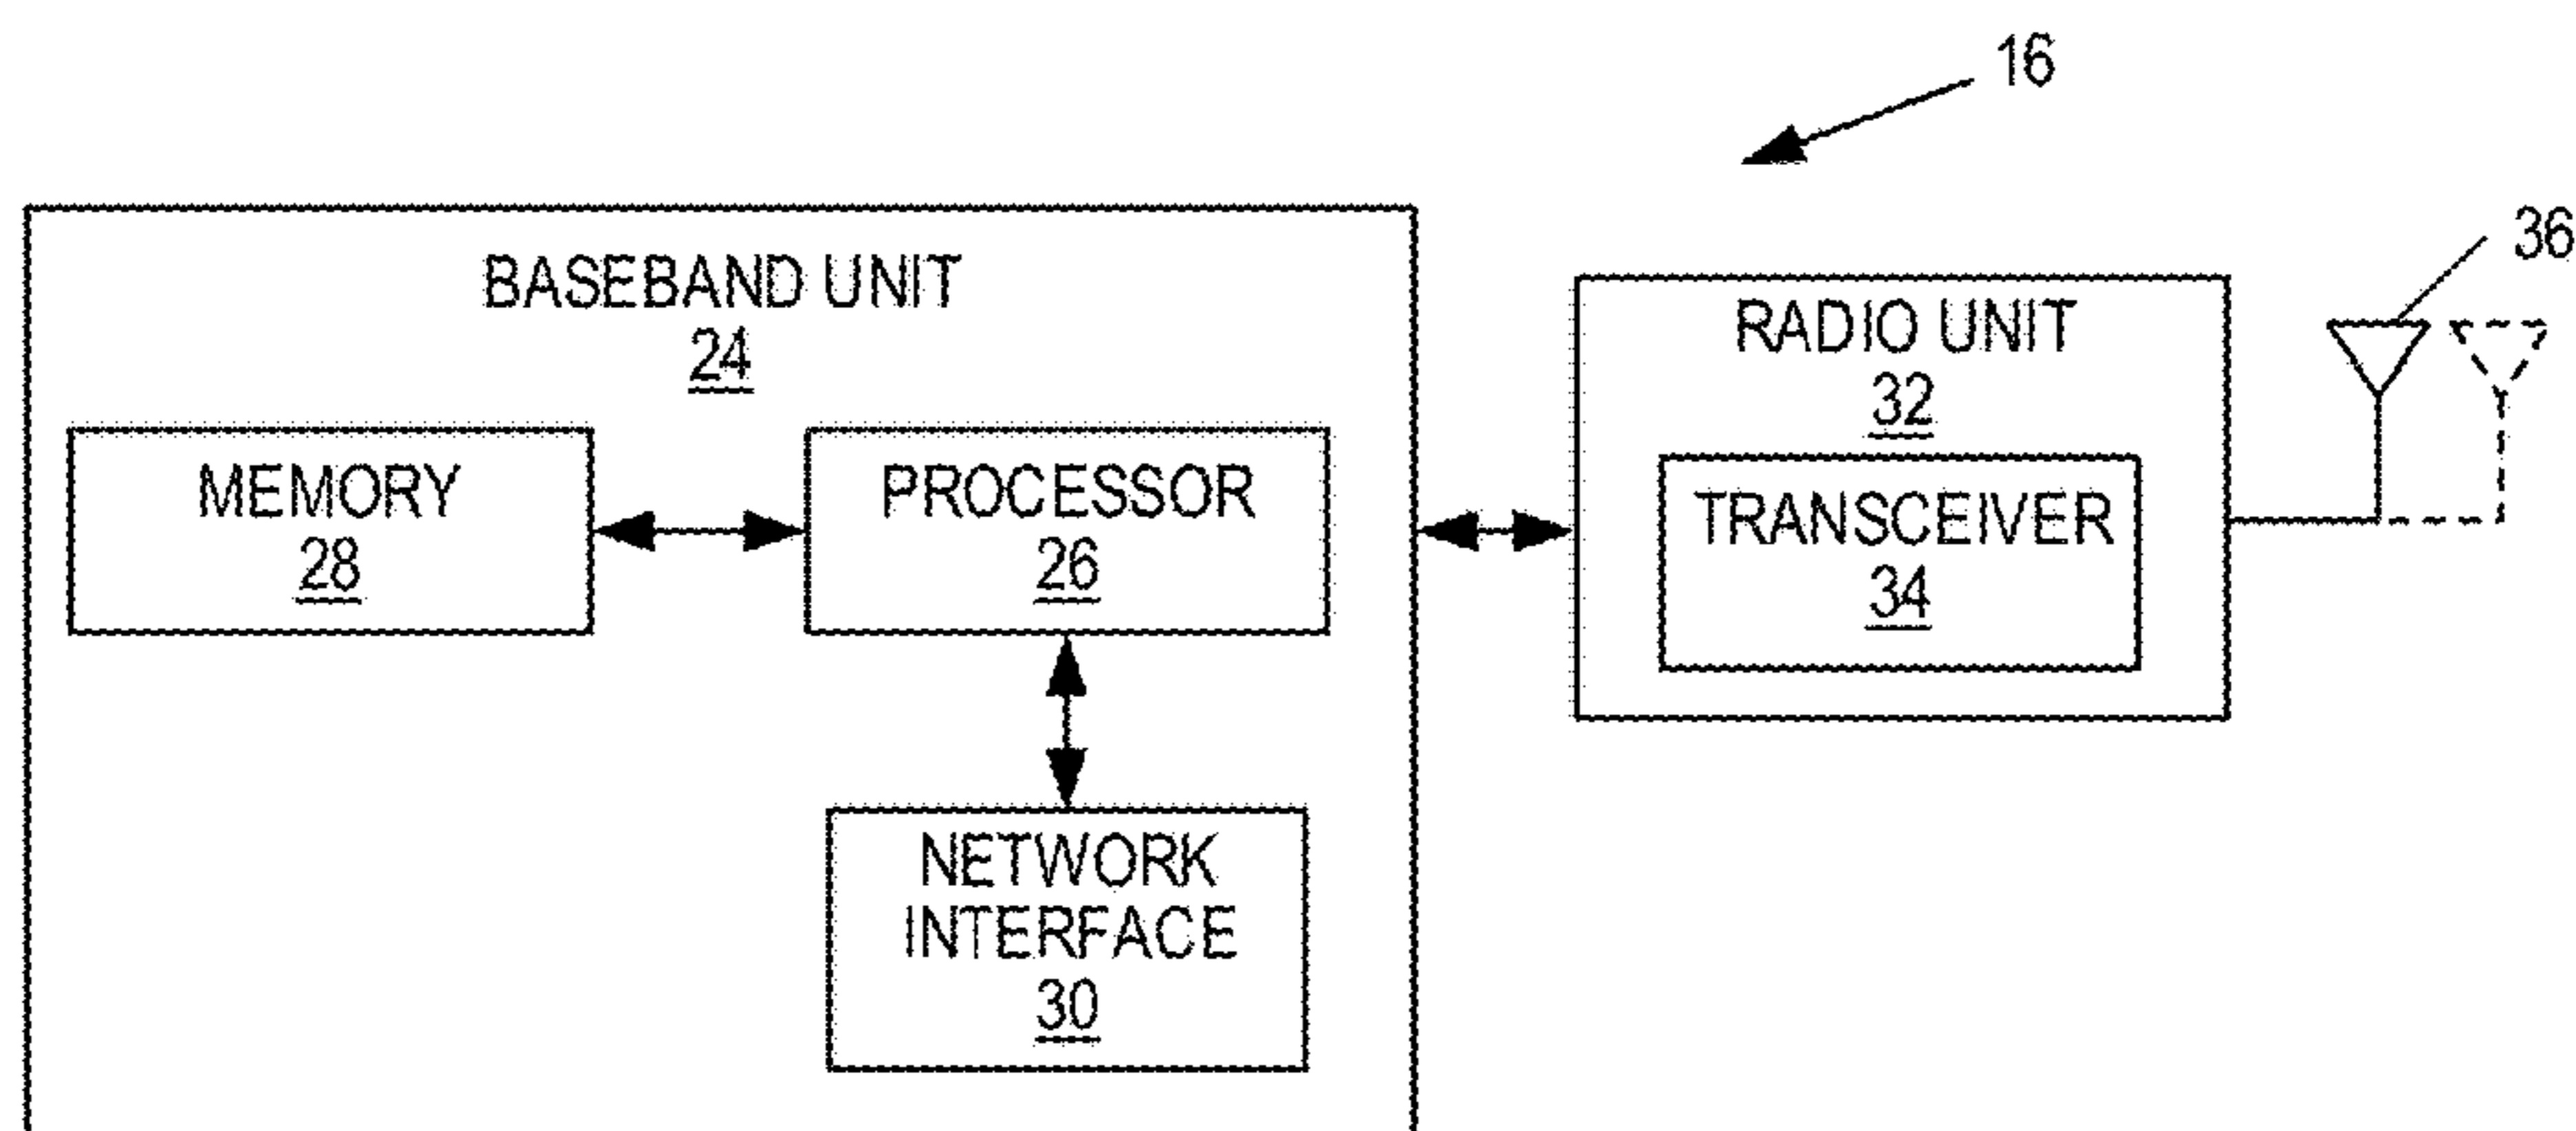 16
36
BASEBAND UNIT
24
RADIO UNIT
32
MEMORY
28
PROCESSOR
26
TRANSCEIVER
34
NETWORK
INTERFACE
30